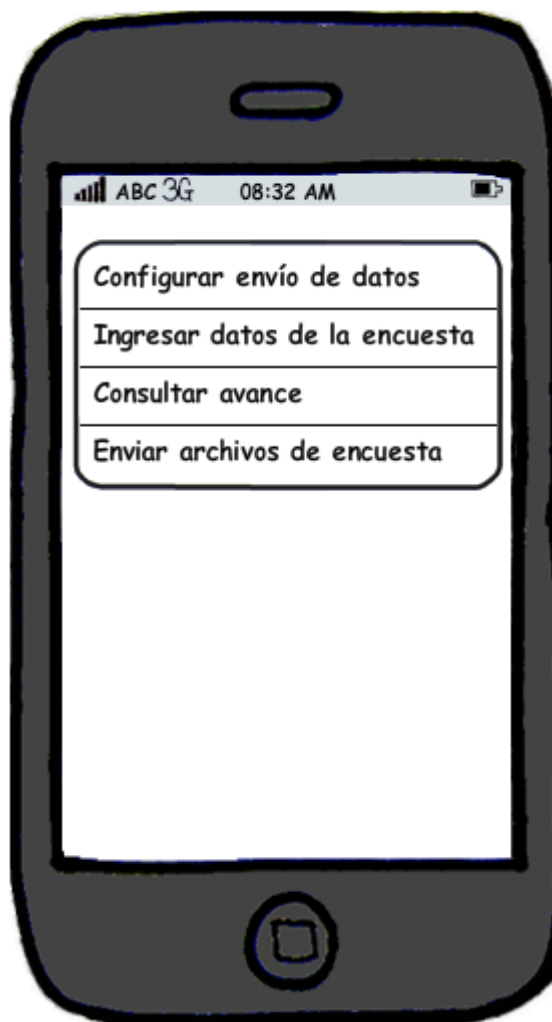 ABC 3G 08:32 AM
Configurar envío de datos
Ingresar datos de la encuesta
Consultar avance
Enviar archivos de encuesta